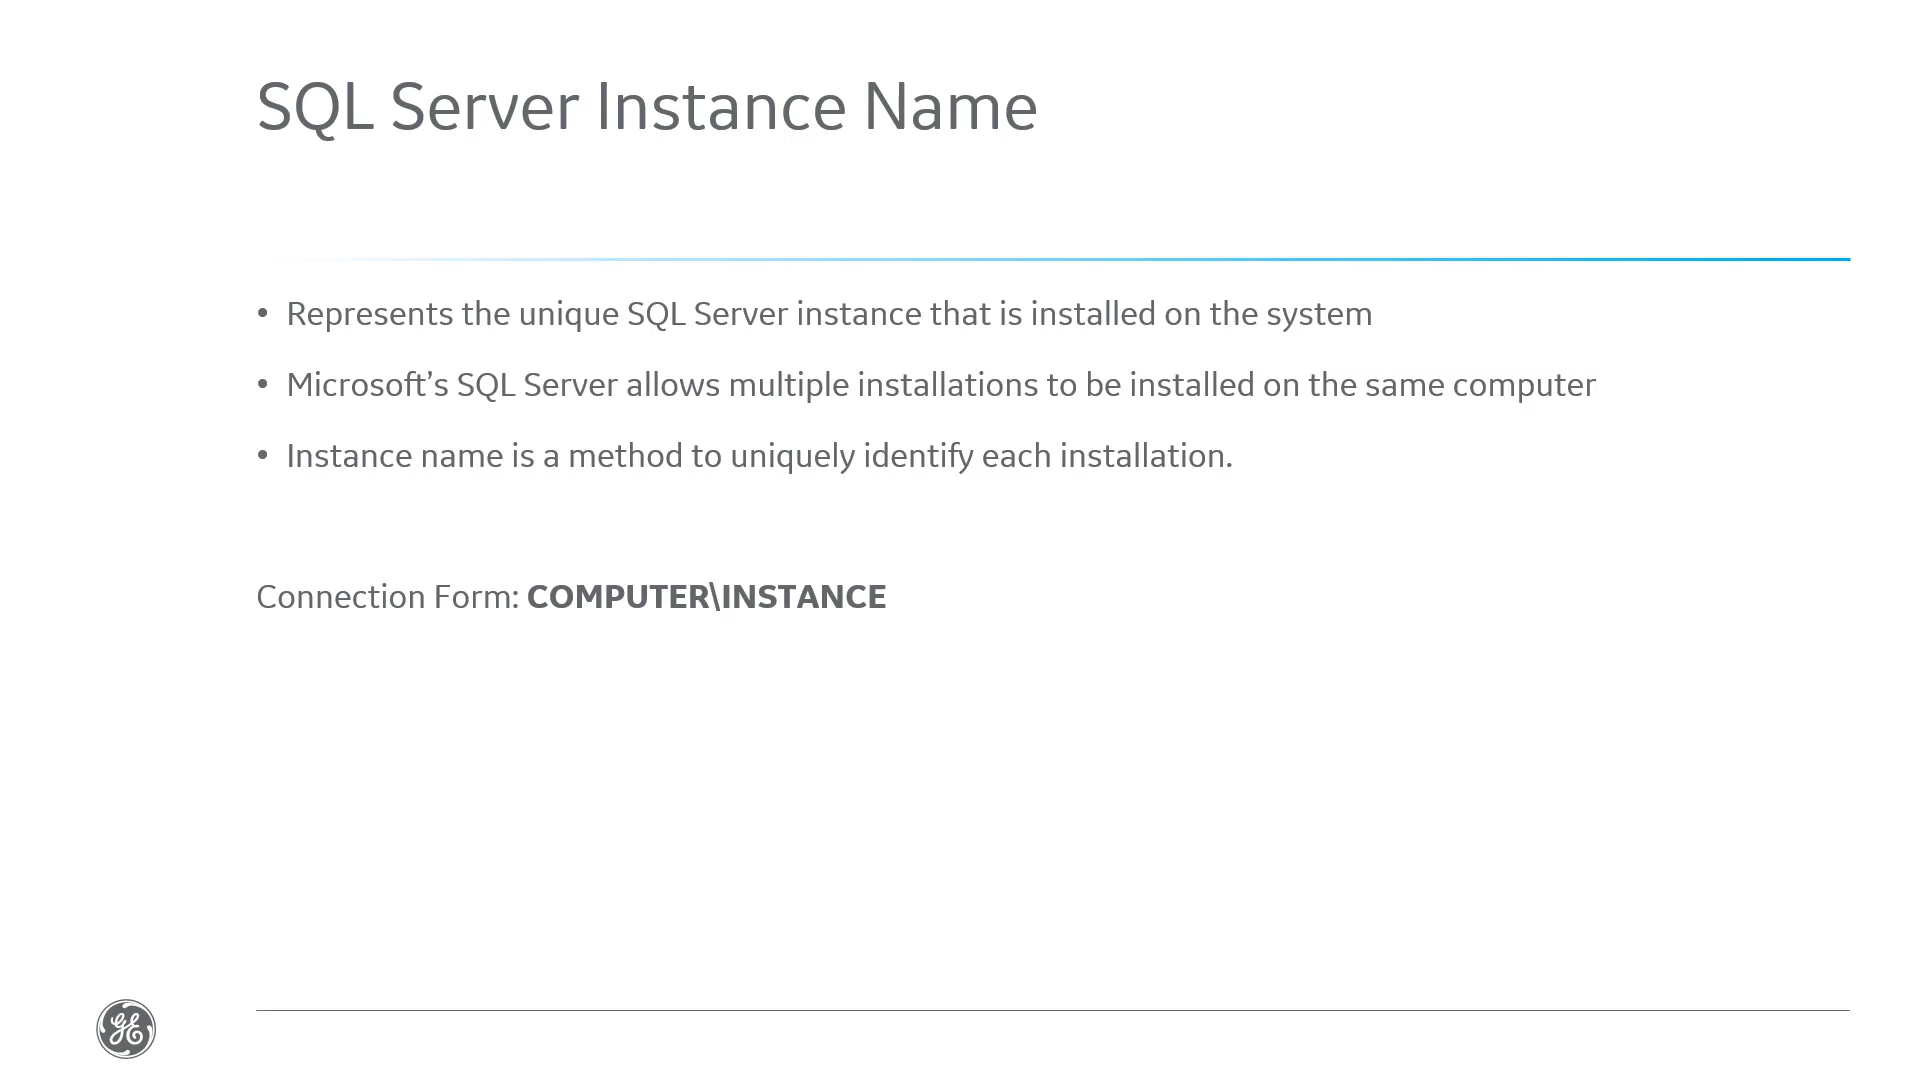 SQL Server Instance Name
• Represents the unique SQL Server instance that is installed on the system
• Microsoft’s SQL Server allows multiple installations to be installed on the same computer
• Instance name is a method to uniquely identify each installation.
Connection Form: COMPUTER\INSTANCE
GE